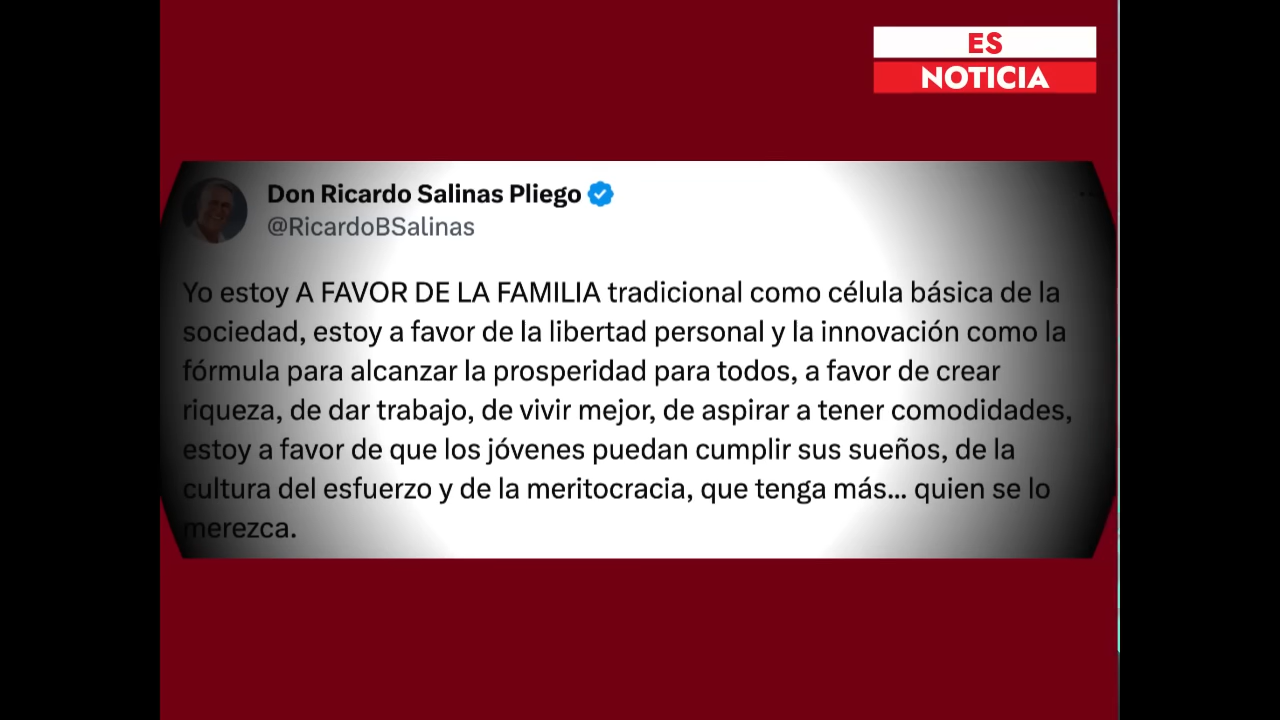 ES
NOTICIA
Don Ricardo Salinas Pliego
@RicardoBSalinas
Yo estoy A FAVOR DE LA FAMILIA tradicional como célula básica de la
sociedad, estoy a favor de la libertad personal y la innovación como la
fórmula para alcanzar la prosperidad para todos, a favor de crear
riqueza, de dar trabajo, de vivir mejor, de aspirar a tener comodidades,
estoy a favor de que los jóvenes puedan cumplir sus sueños, de la
cultura del esfuerzo y de la meritocracia, que tenga más... quien se lo
merezca.